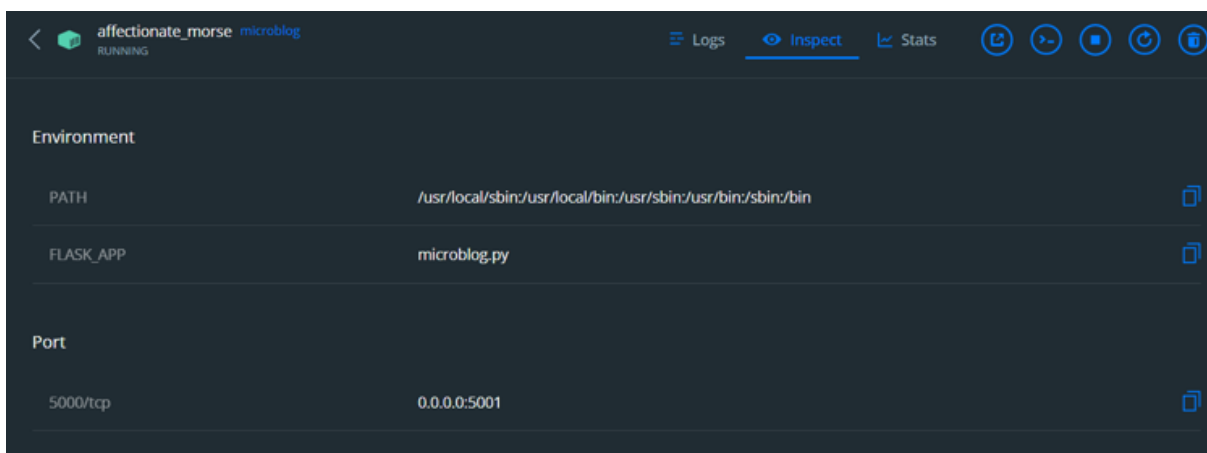 affectionate_morse microblog
RUNNING
Logs
Inspect
Stats
Environment
PATH /usr/local/sbin:/usr/local/bin:/usr/sbin:/usr/bin:/sbin:/bin
FLASK_APP microblog.py
Port
5000/tcp 0.0.0.0:5001